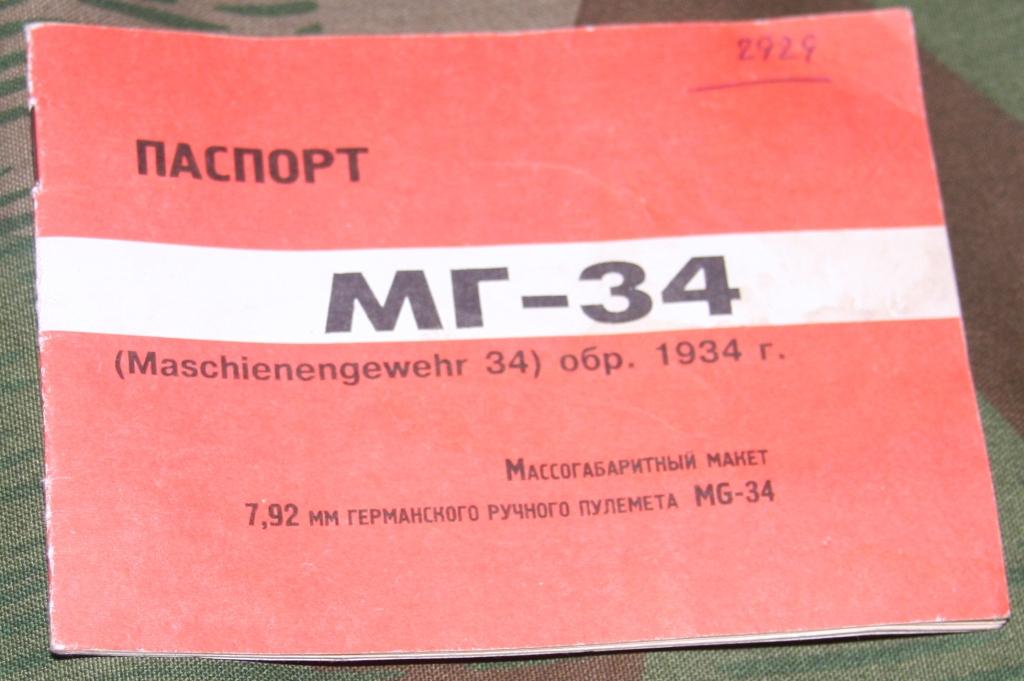 2929
ПАСПОРТ
МГ-34
(Maschienengewehr 34) обр. 1934 г.
Массогабаритный макет
7,92 мм германского ручного пулемета MG-34